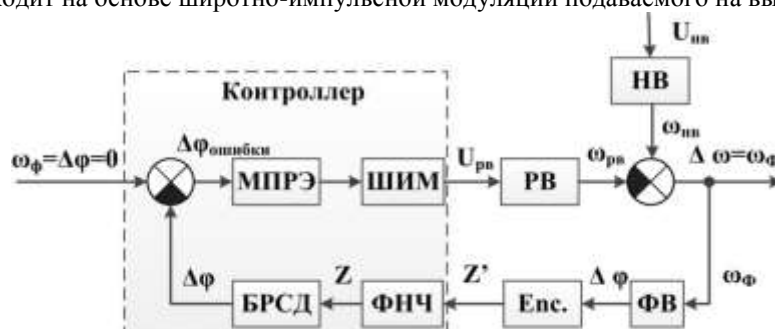 ходит на основе широтно-импульсной модуляции подаваемого на вы
Uнв
НВ
Контроллер
ωнв
ωф=Δφ=0
Δφошибки
МПРЭ
ШИМ
Uрв
РВ
ωрв
Δ ω=ωФ
Δφ
БРСД
Z
ФНЧ
Z’
Enc.
Δ φ
ФВ
ωФ